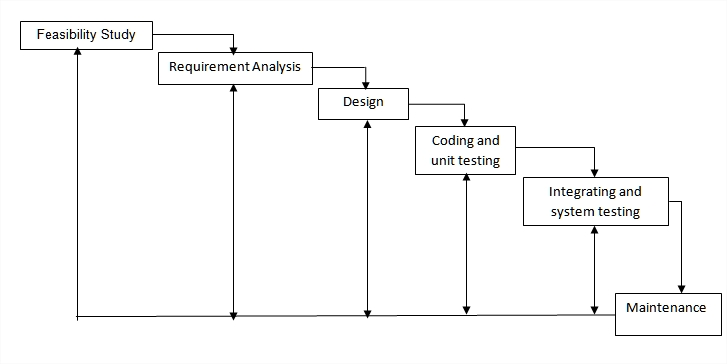 Feasibility Study
Requirement Analysis
Design
Coding and
unit testing
Integrating and
system testing
Maintenance